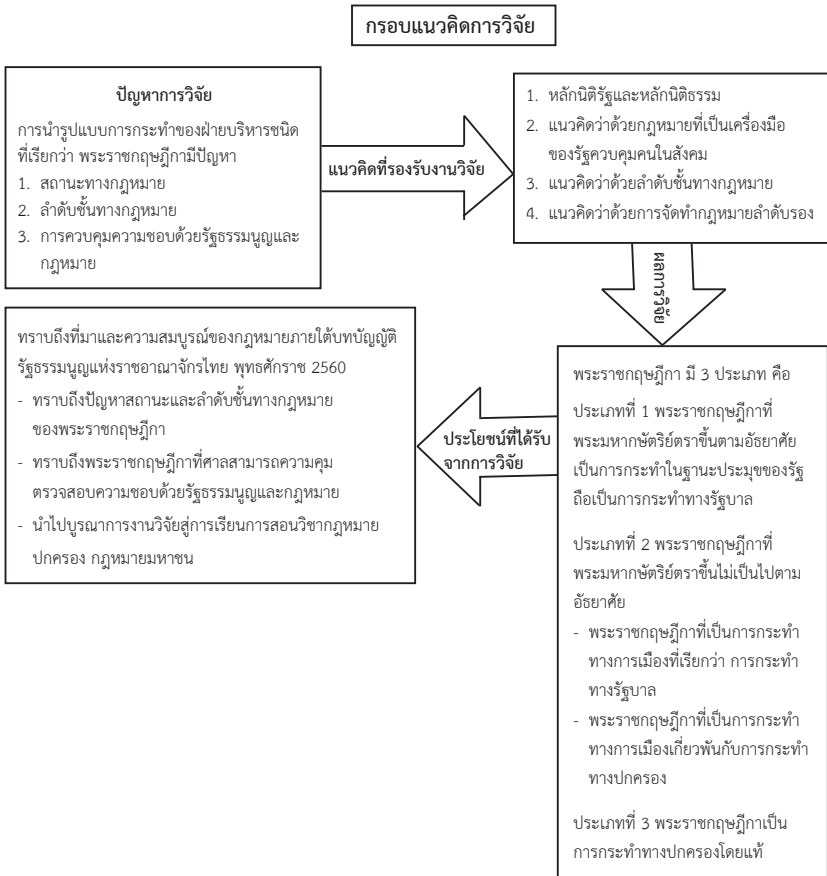 กรอบแนวคิดการวิจัย
ปัญหาการวิจัย
การนำรูปแบบการกระทำของฝ่ายบริหารชนิด
ที่เรียกว่า พระราชกฤษฎีกามีปัญหา
1. สถานะทางกฎหมาย
2. ลำดับชั้นทางกฎหมาย
3. การควบคุมความชอบด้วยรัฐธรรมนูญและ
กฎหมาย
แนวคิดที่รองรับงานวิจัย
1. หลักนิติรัฐและหลักนิติธรรม
2. แนวคิดว่าด้วยกฎหมายที่เป็นเครื่องมือ
ของรัฐควบคุมคนในสังคม
3. แนวคิดว่าด้วยลำดับชั้นทางกฎหมาย
4. แนวคิดว่าด้วยการจัดทำกฎหมายลำดับรอง
ผลการวิจัย
พระราชกฤษฎีกา มี 3 ประเภท คือ
ประเภทที่ 1 พระราชกฤษฎีกาที่
พระมหากษัตริย์ตราขึ้นตามอัธยาศัย
เป็นการกระทำในฐานะประมุขของรัฐ
ถือเป็นการกระทำทางรัฐบาล
ประเภทที่ 2 พระราชกฤษฎีกาที่
พระมหากษัตริย์ตราขึ้นไม่เป็นไปตาม
อัธยาศัย
- พระราชกฤษฎีกาที่เป็นการกระทำ
ทางการเมืองที่เรียกว่า การกระทำ
ทางรัฐบาล
- พระราชกฤษฎีกาที่เป็นการกระทำ
ทางการเมืองเกี่ยวพันกับการกระทำ
ทางปกครอง
ประเภทที่ 3 พระราชกฤษฎีกาเป็น
การกระทำทางปกครองโดยแท้
ประโยชน์ที่ได้รับ
จากการวิจัย
ทราบถึงที่มาและความสมบูรณ์ของกฎหมายภายใต้บทบัญญัติ
รัฐธรรมนูญแห่งราชอาณาจักรไทย พุทธศักราช 2560
- ทราบถึงปัญหาสถานะและลำดับชั้นทางกฎหมาย
ของพระราชกฤษฎีกา
- ทราบถึงพระราชกฤษฎีกาที่ศาลสามารถความคุม
ตรวจสอบความชอบด้วยรัฐธรรมนูญและกฎหมาย
- นำไปบูรณาการงานวิจัยสู่การเรียนการสอนวิชากฎหมาย
ปกครอง กฎหมายมหาชน